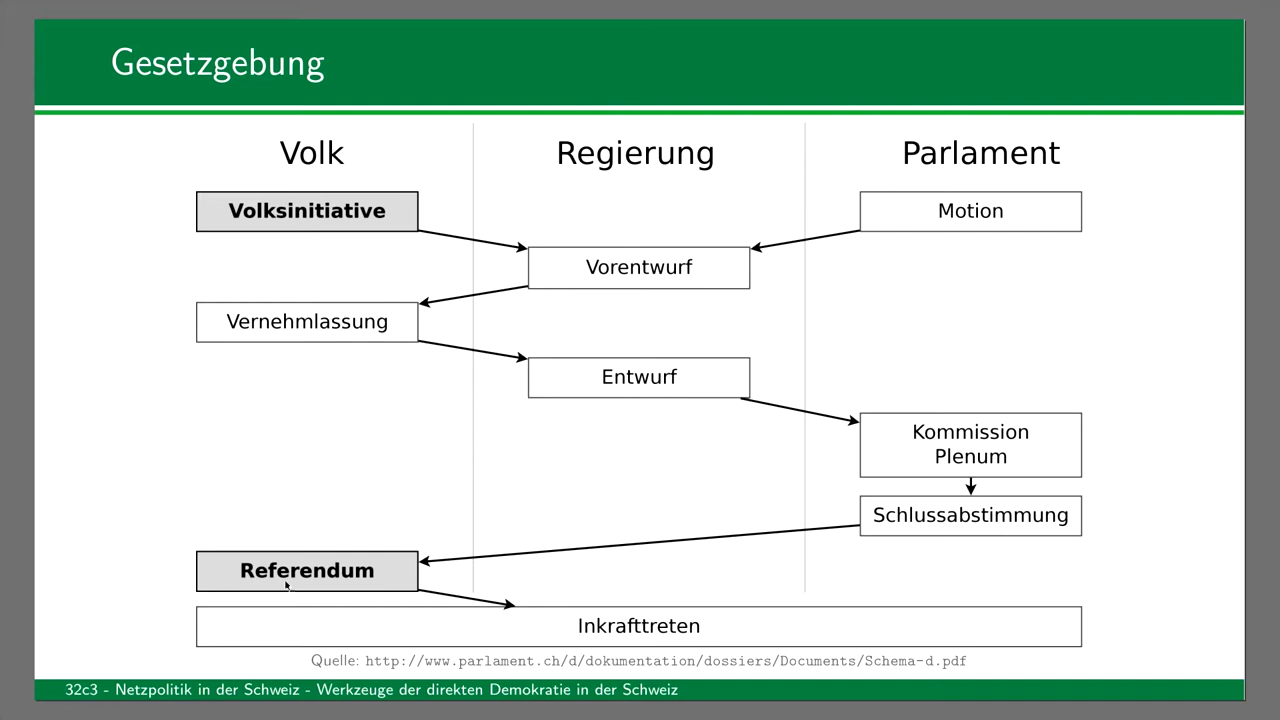 Gesetzgebung
Volk
Regierung
Parlament
Volksinitiative
Motion
Vorentwurf
Vernehmlassung
Entwurf
Kommission
Plenum
Schlussabstimmung
Referendum
Inkrafttreten
Quelle: http://www.parlament.ch/d/dokumentation/dossiers/Documents/Schema-d.pdf
32c3 - Netzpolitik in der Schweiz - Werkzeuge der direkten Demokratie in der Schweiz